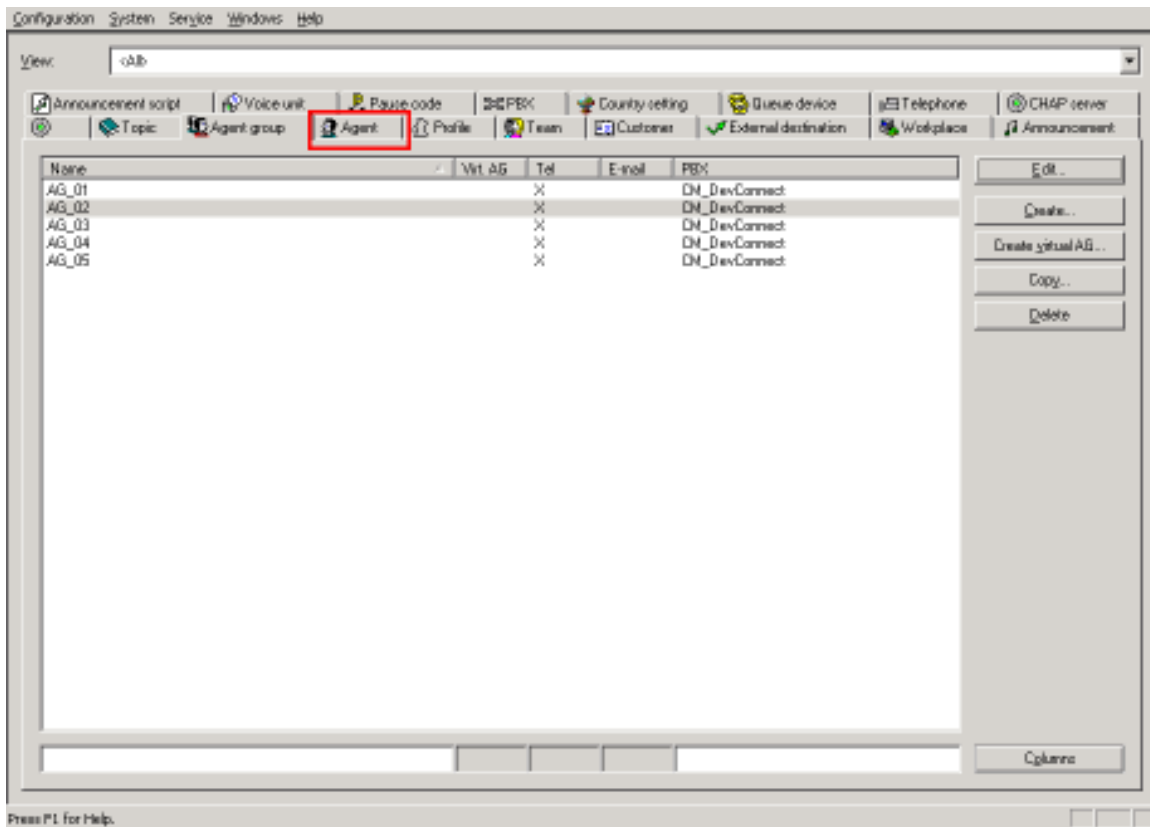 Configuration System Service Windows Help
View: <All>
Announcement script Voice unit Pause code PBX Country setting Queue device Telephone CHAP server
Topic Agent group Agent Profile Team Customer External destination Workplace Announcement
Name Virt. AG Tel E-mail PBX
AG_01 X CM_DevConnect
AG_02 X CM_DevConnect
AG_03 X CM_DevConnect
AG_04 X CM_DevConnect
AG_05 X CM_DevConnect
Edit...
Create...
Create virtual AG...
Copy...
Delete
Columns
Press F1 for Help.